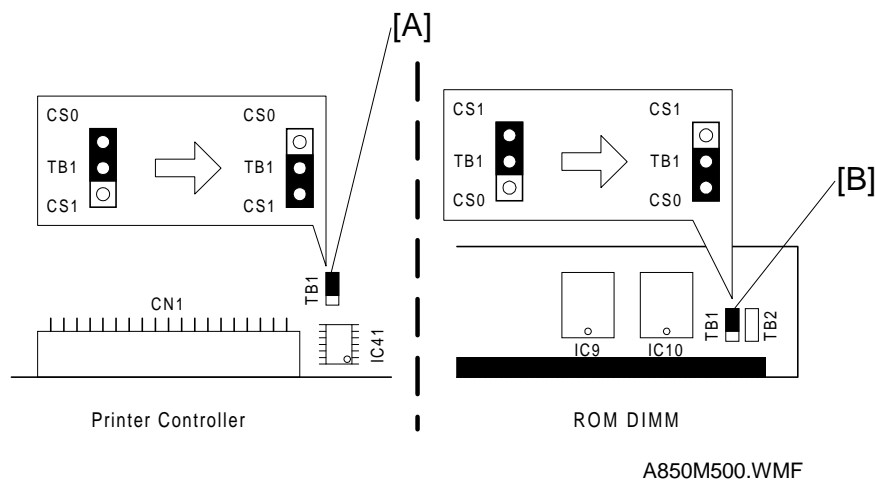 [A]
CS0 CS0
TB1 TB1
CS1 CS1
TB1
CN1
IC41
Printer Controller
CS1 CS1
TB1 TB1
CS0 CS0
[B]
TB1
TB2
IC9 IC10
ROM DIMM
A850M500.WMF